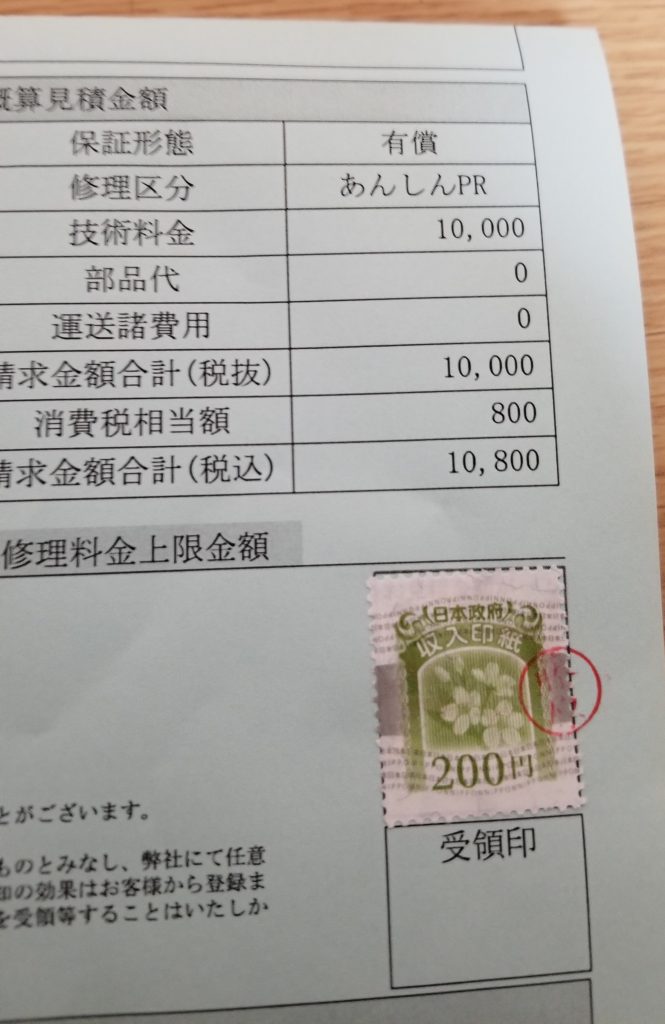 概算見積金額
保証形態 有償
修理区分 あんしんPR
技術料金 10,000
部品代 0
運送諸費用 0
請求金額合計(税抜) 10,000
消費税相当額 800
請求金額合計(税込) 10,800
修理料金上限金額
日本政府
収入印紙
200円
受領印
とがございます。
ものとみなし、弊社にて任意
知の効果はお客様から登録ま
を受領等することはいたしか